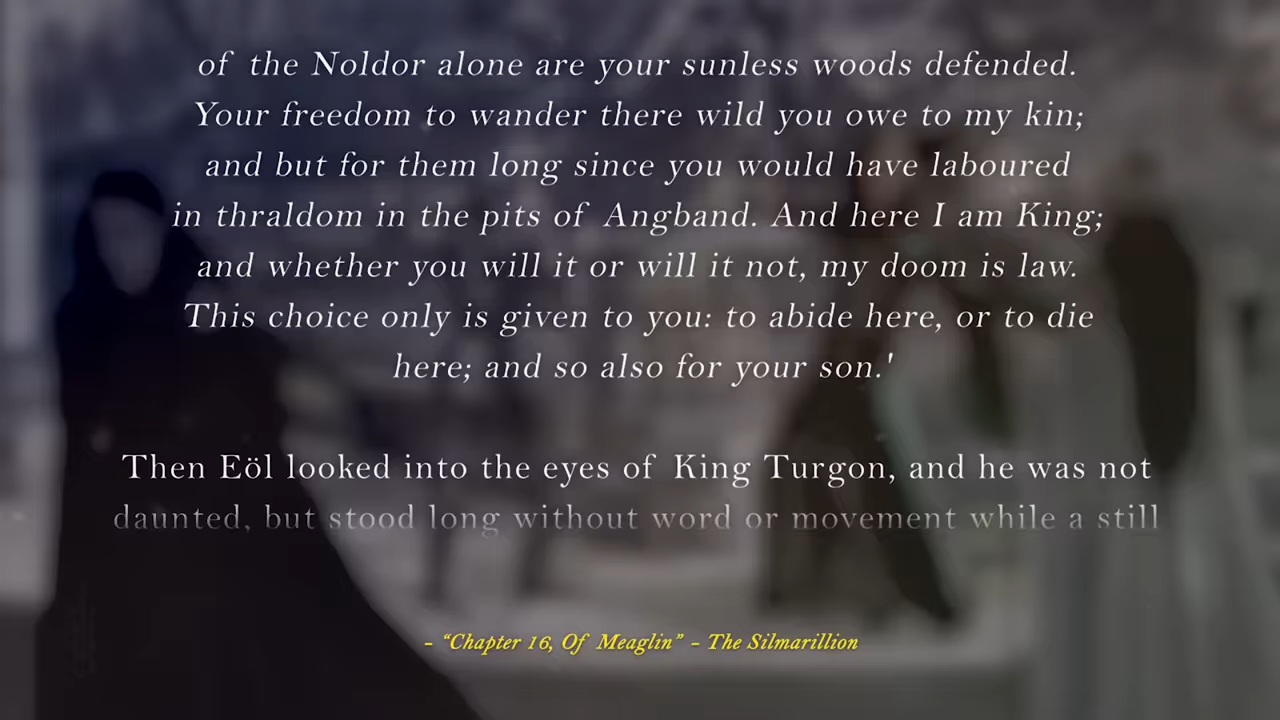 of the Noldor alone are your sunless woods defended.
Your freedom to wander there wild you owe to my kin;
and but for them long since you would have laboured
in thraldom in the pits of Angband. And here I am King;
and whether you will it or will it not, my doom is law.
This choice only is given to you: to abide here, or to die
here; and so also for your son.'
Then Eöl looked into the eyes of King Turgon, and he was not
daunted, but stood long without word or movement while a still
- “Chapter 16, Of Meaglin” - The Silmarillion